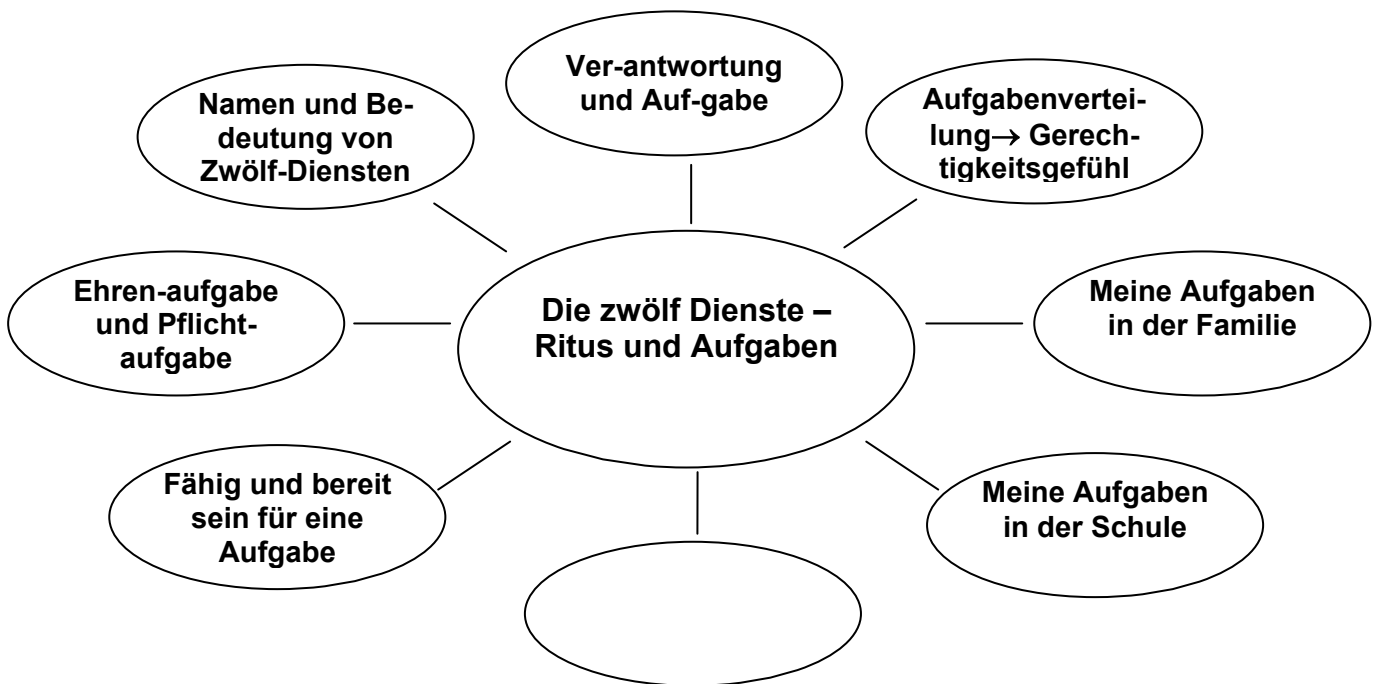 Ver-antwortung
und Auf-gabe
Namen und Be-
deutung von
Zwölf-Diensten
Aufgabenvertei-
lung→ Gerech-
tigkeitsgefühl
Ehren-aufgabe
und Pflicht-
aufgabe
Die zwölf Dienste –
Ritus und Aufgaben
Meine Aufgaben
in der Familie
Fähig und bereit
sein für eine
Aufgabe
Meine Aufgaben
in der Schule